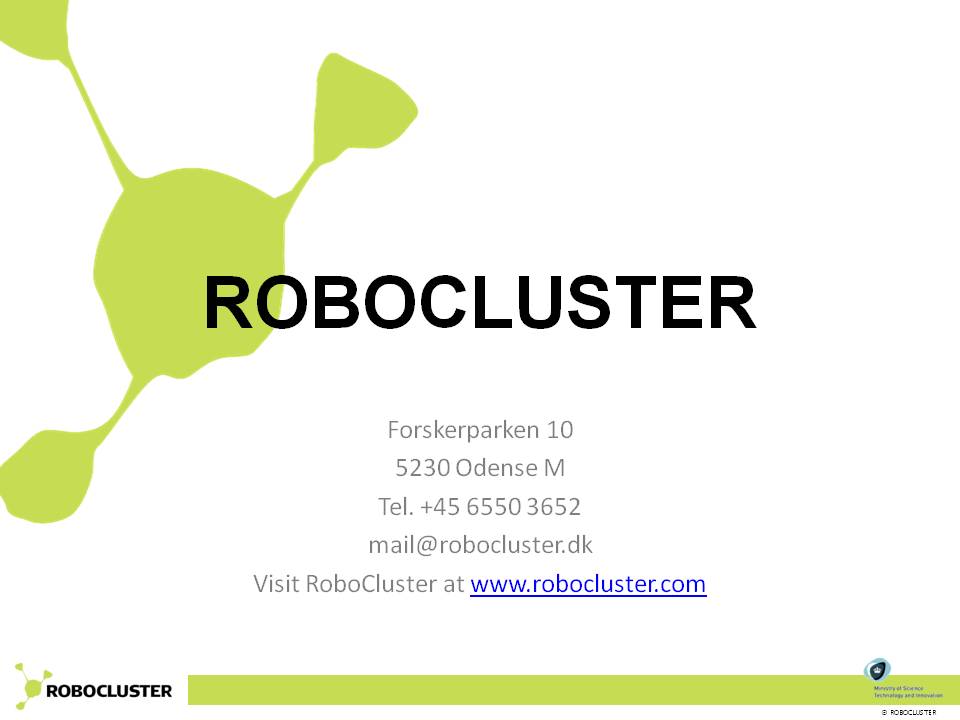 ROBOCLUSTER
Forskerparken 10
5230 Odense M
Tel. +45 6550 3652
mail@robocluster.dk
Visit RoboCluster at www.robocluster.com
ROBOCLUSTER
Ministry of Science
Technology and Innovation
© ROBOCLUSTER